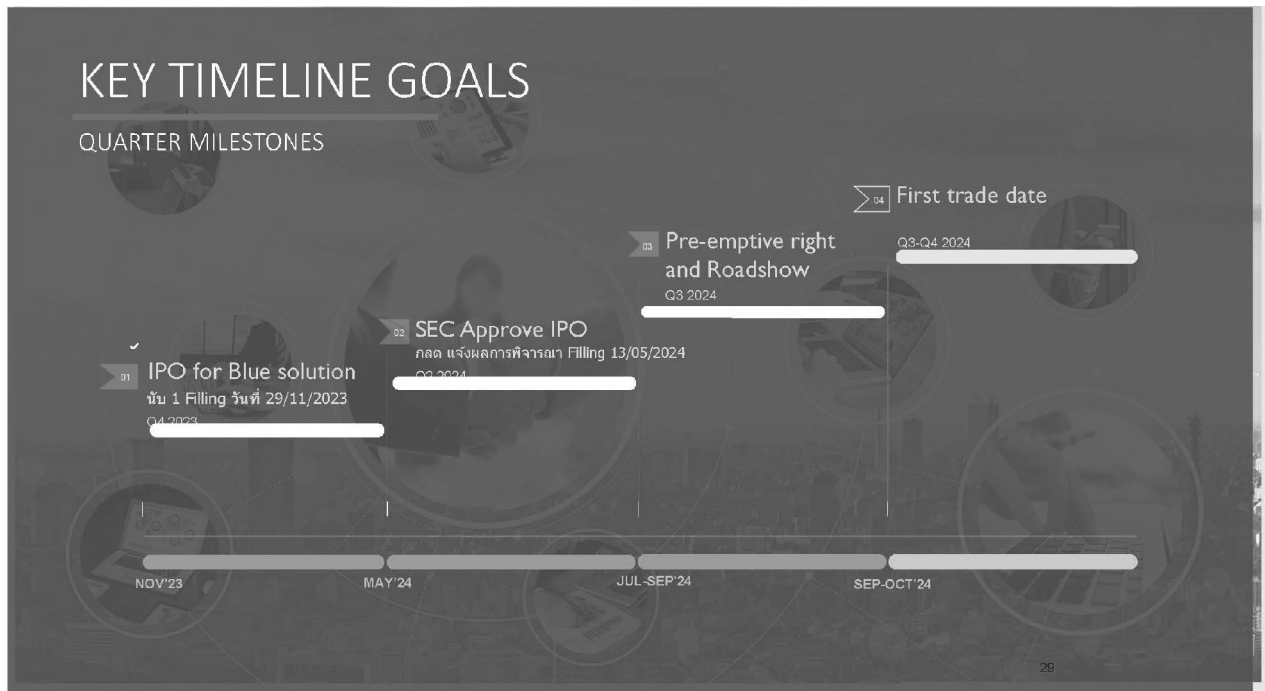 KEY TIMELINE GOALS
QUARTER MILESTONES
04 First trade date
Q3-Q4 2024
03 Pre-emptive right
and Roadshow
Q3 2024
02 SEC Approve IPO
กลต แจ้งผลการพิจารณา Filling 13/05/2024
Q2 2024
01 IPO for Blue solution
นับ 1 Filling วันที่ 29/11/2023
Q4 2023
NOV'23
MAY'24
JUL-SEP'24
SEP-OCT'24
29